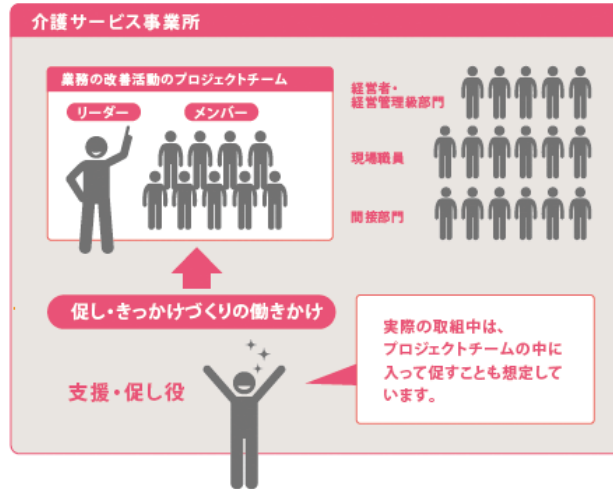 介護サービス事業所
業務の改善活動のプロジェクトチーム
リーダー
メンバー
経営者・
経営管理級部門
現場職員
間接部門
促し・きっかけづくりの働きかけ
支援・促し役
実際の取組中は、
プロジェクトチームの中に
入って促すことも想定して
います。